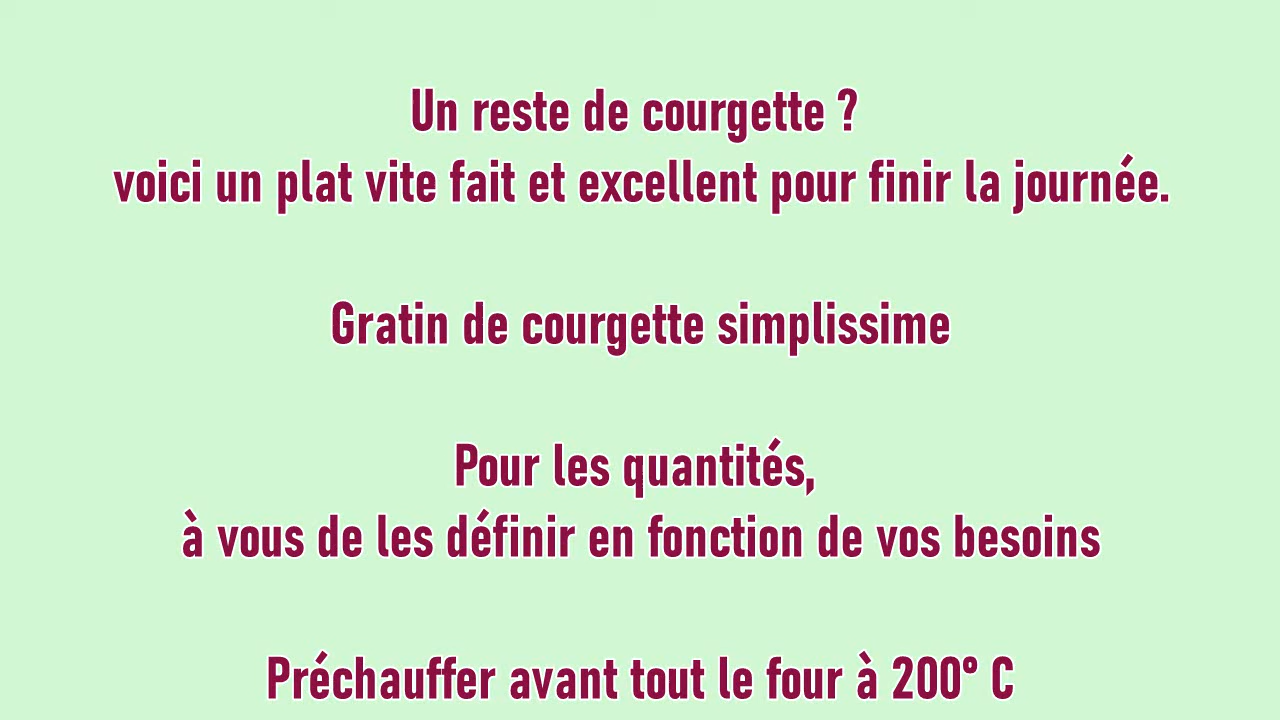 Un reste de courgette ?
voici un plat vite fait et excellent pour finir la journée.
Gratin de courgette simplissime
Pour les quantités,
à vous de les définir en fonction de vos besoins
Préchauffer avant tout le four à 200° C